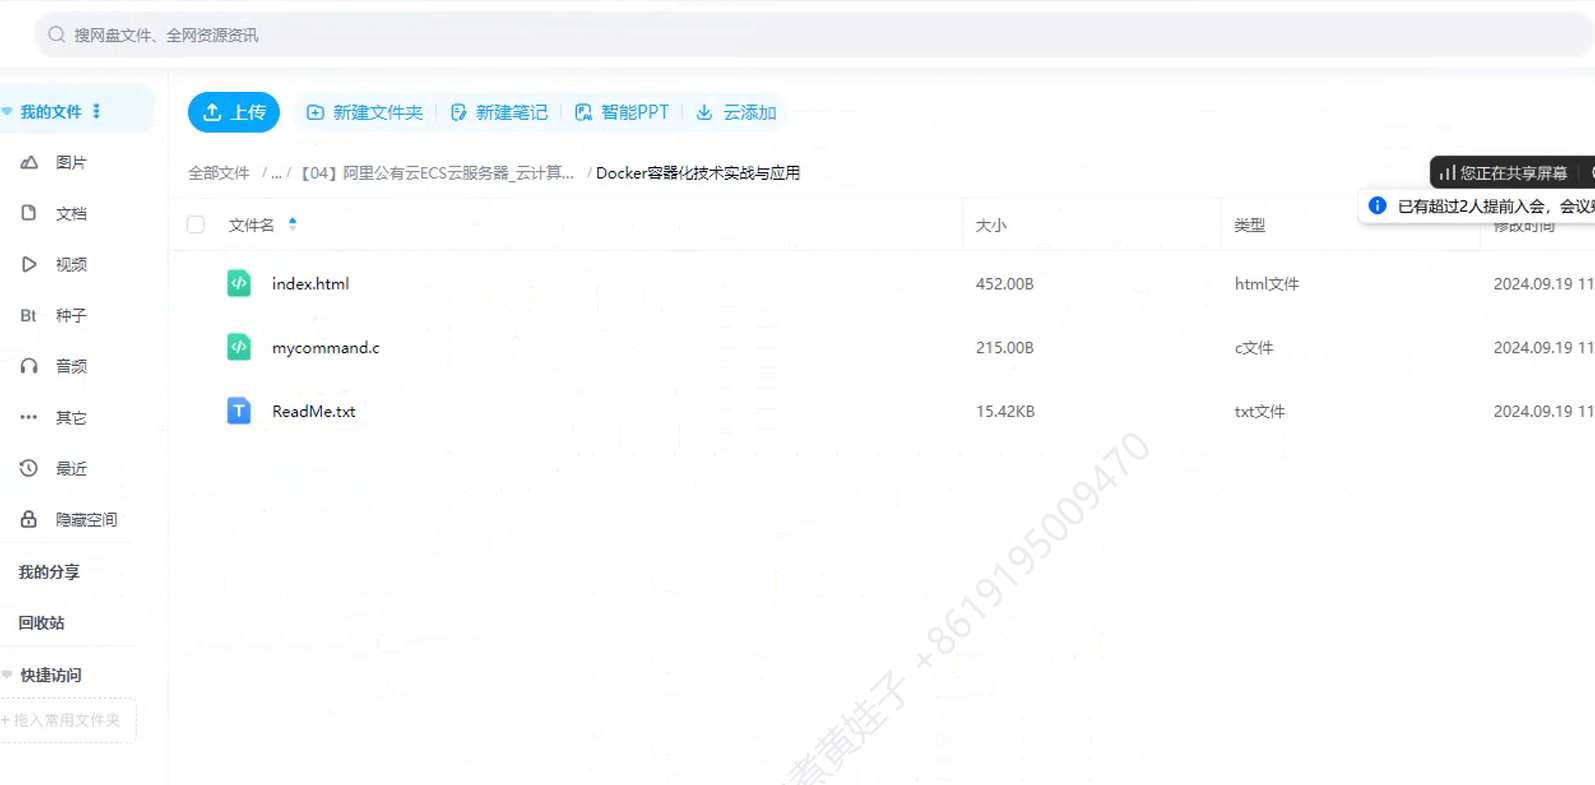 搜网盘文件、全网资源资讯
我的文件
上传 新建文件夹 新建笔记 智能PPT 云添加
图片
全部文件 / ... / 【04】阿里公有云ECS云服务器_云计算... / Docker容器化技术实战与应用
您正在共享屏幕
已有超过2人提前入会，会议
文档
文件名 大小 类型 修改时间
视频
index.html 452.00B html文件 2024.09.19 11
Bt 种子
mycommand.c 215.00B c文件 2024.09.19 11
音频
ReadMe.txt 15.42KB txt文件 2024.09.19 11
其它
最近
隐藏空间
我的分享
回收站
快捷访问
+ 拖入常用文件夹
煮黄娃子 +8619195009470